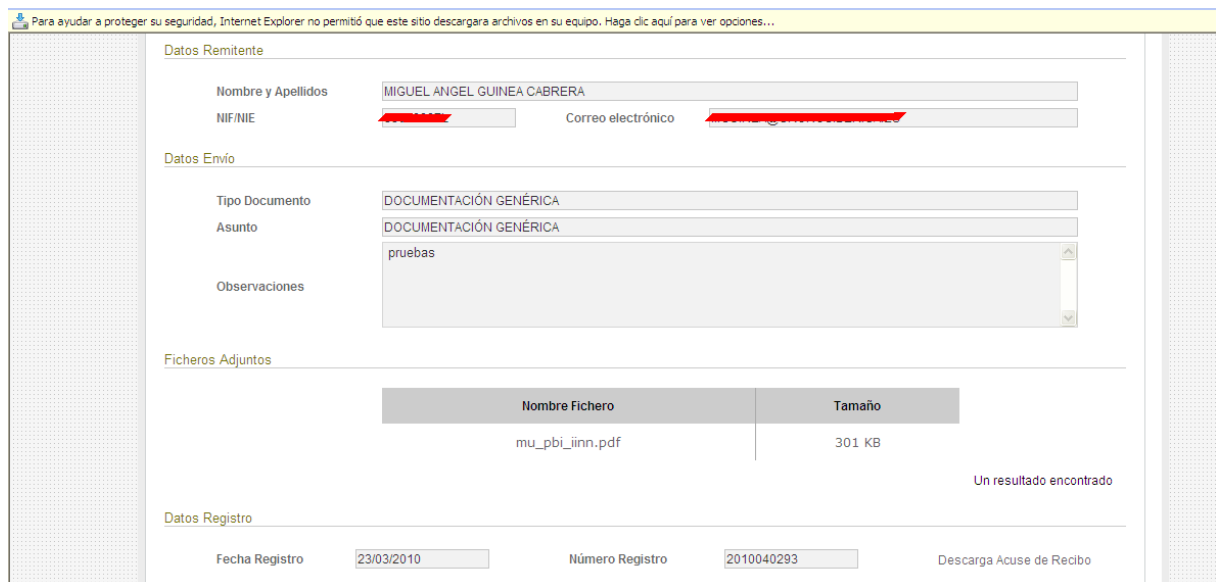 Para ayudar a proteger su seguridad, Internet Explorer no permitió que este sitio descargara archivos en su equipo. Haga clic aquí para ver opciones...
Datos Remitente
Nombre y Apellidos MIGUEL ANGEL GUINEA CABRERA
NIF/NIE Correo electrónico
Datos Envío
Tipo Documento DOCUMENTACIÓN GENÉRICA
Asunto DOCUMENTACIÓN GENÉRICA
pruebas
Observaciones
Ficheros Adjuntos
Nombre Fichero Tamaño
mu_pbi_iinn.pdf 301 KB
Un resultado encontrado
Datos Registro
Fecha Registro 23/03/2010 Número Registro 2010040293 Descarga Acuse de Recibo